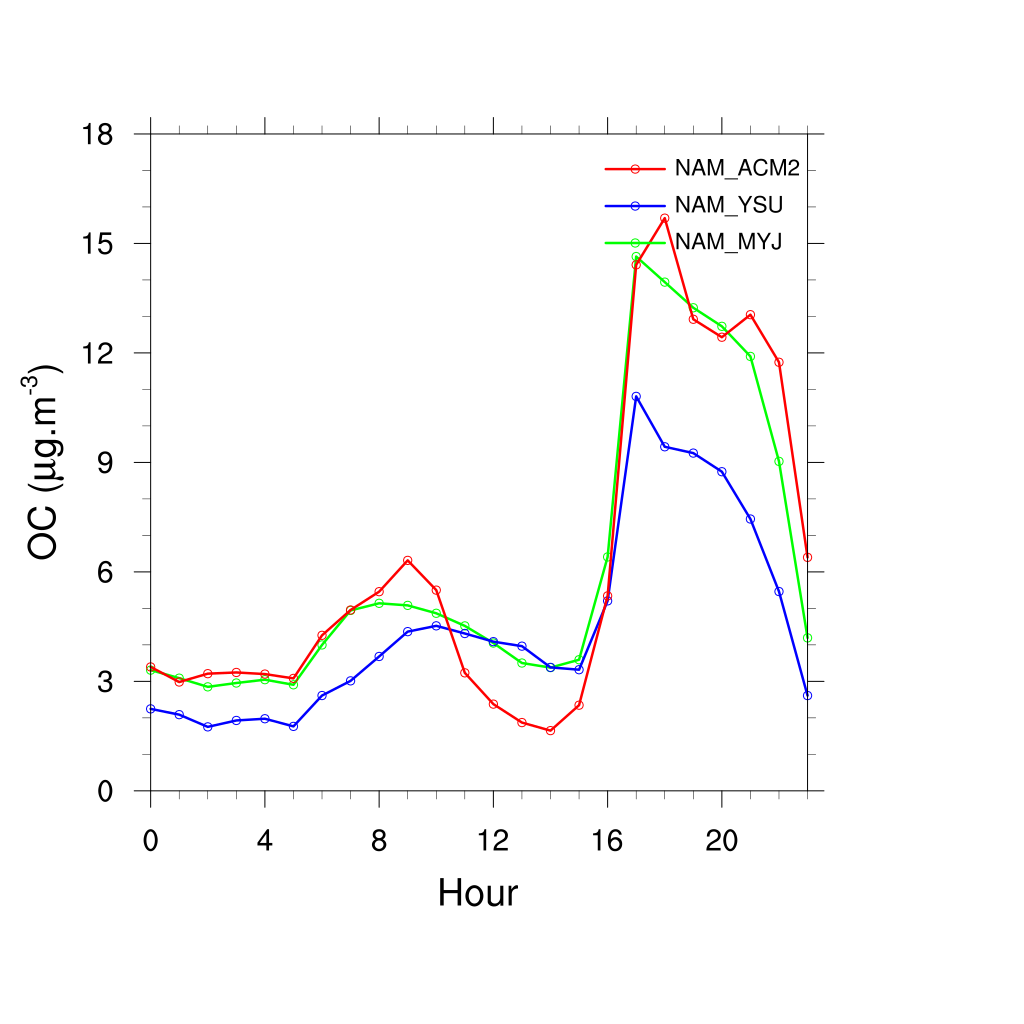 18
15
12
9
6
3
0
OC (μg.m-3)
NAM_ACM2
NAM_YSU
NAM_MYJ
0 4 8 12 16 20
Hour